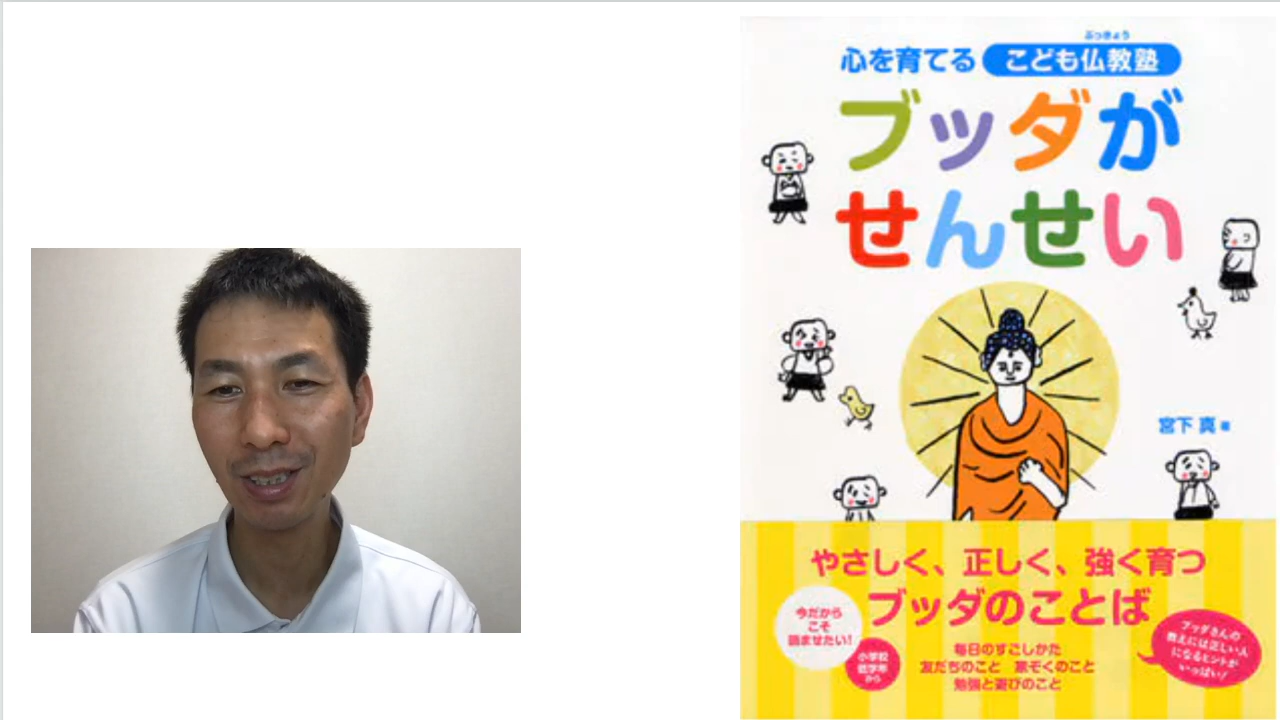 ぶっきょう
心を育てる こども仏教塾
ブッダが
せんせい
宮下 真 編
やさしく、正しく、強く育つ
ブッダのことば
今だから
こそ
読ませたい!
小学校
低学年
から
毎日のすごしかた
友だちのこと 家ぞくのこと
勉強と遊びのこと
ブッダさんの
教えには正しい人
になるヒントが
いっぱい!